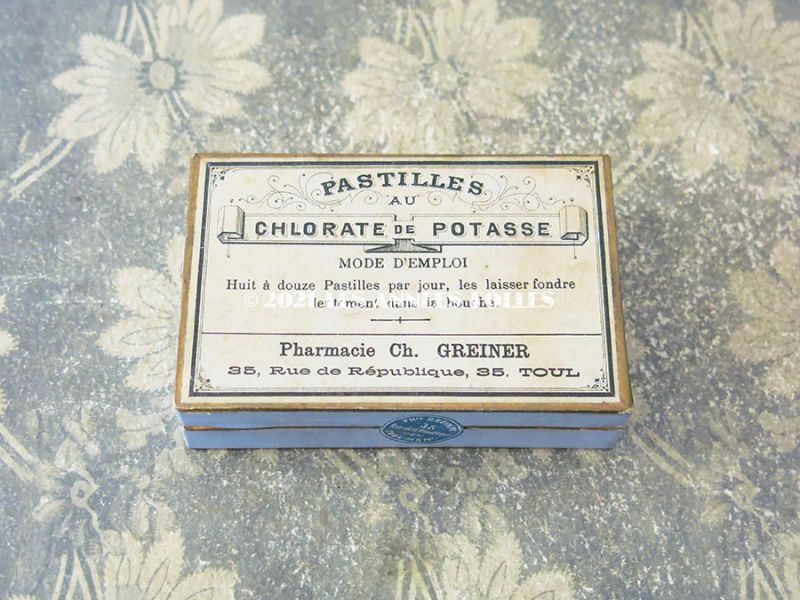 PASTILLES
AU
CHLORATE DE POTASSE
MODE D'EMPLOI
Huit à douze Pastilles par jour, les laisser fondre
dans la bouche.
Pharmacie Ch. GREINER
35, Rue de République, 35, TOUL